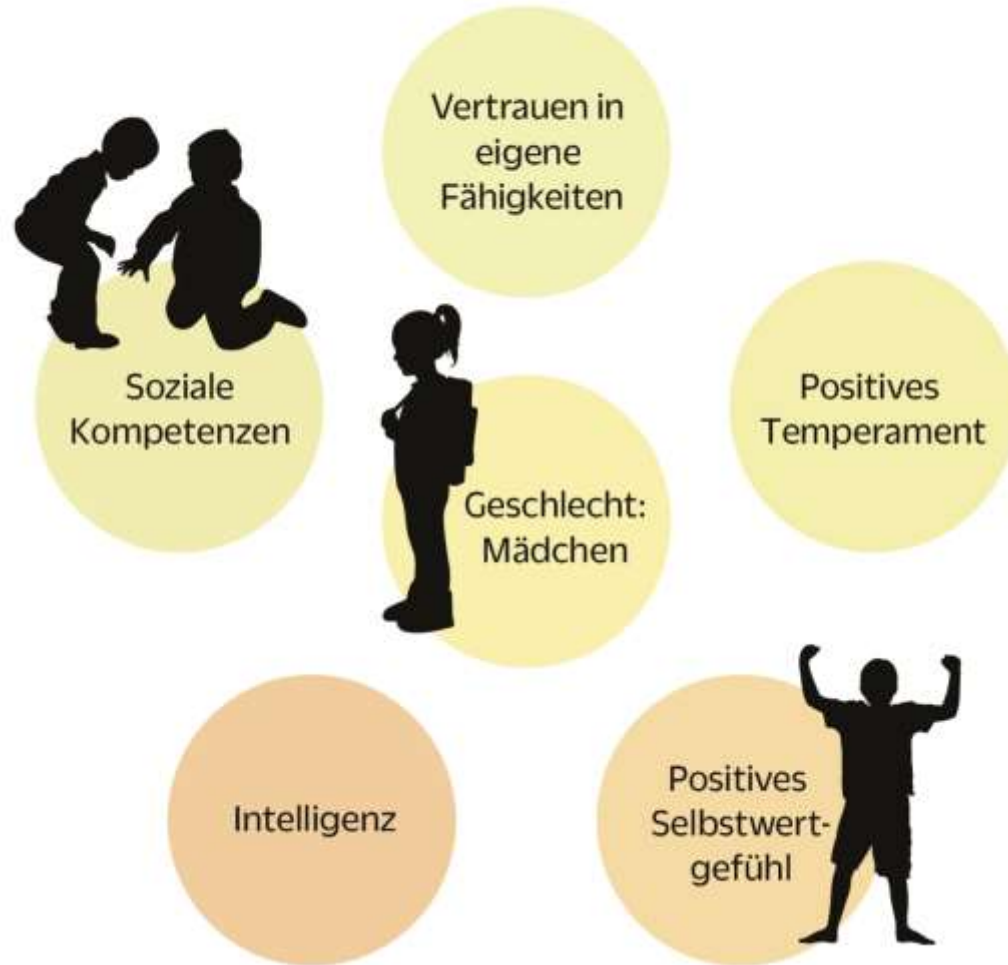 Vertrauen in
eigene
Fähigkeiten
Soziale
Kompetenzen
Positives
Temperament
Geschlecht:
Mädchen
Intelligenz
Positives
Selbstwert-
gefühl